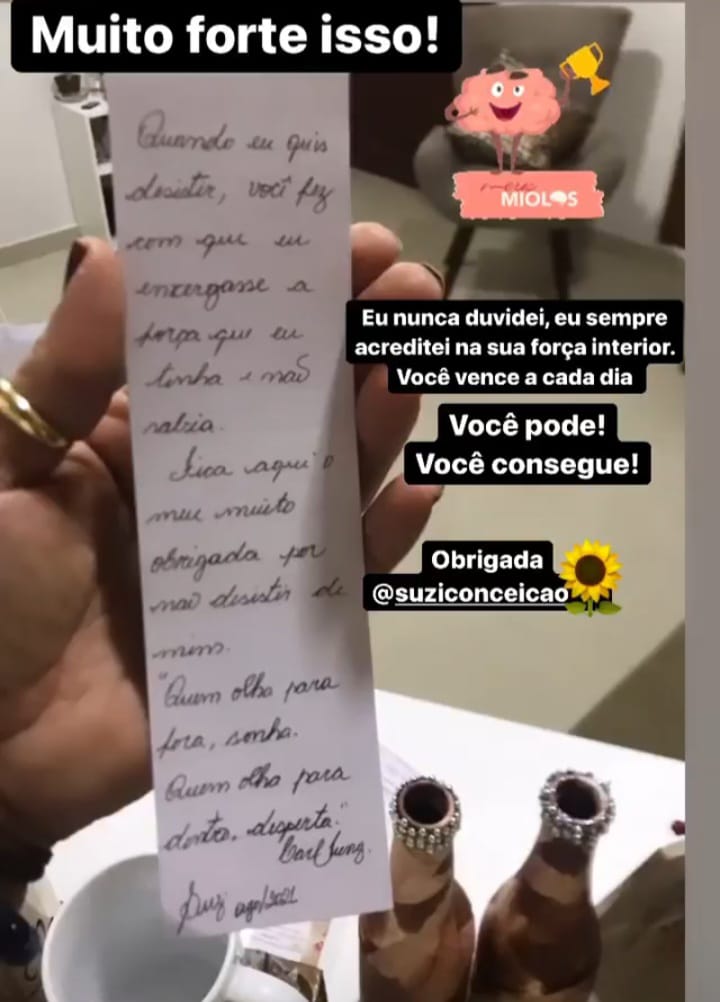 Muito forte isso!
Quando eu quis
desistir, você fez
com que eu
enxergasse a
força que eu
tinha e não
sabia.
Fica aqui o
meu muito
obrigada por
não desistir de
mim.
"Quem olha para
fora, sonha.
Quem olha para
dentro, desperta."
Carl Jung.
Suzi ago/2021
meus
MIOLOS
Eu nunca duvidei, eu sempre
acreditei na sua força interior.
Você vence a cada dia
Você pode!
Você consegue!
Obrigada
@suziconceicao